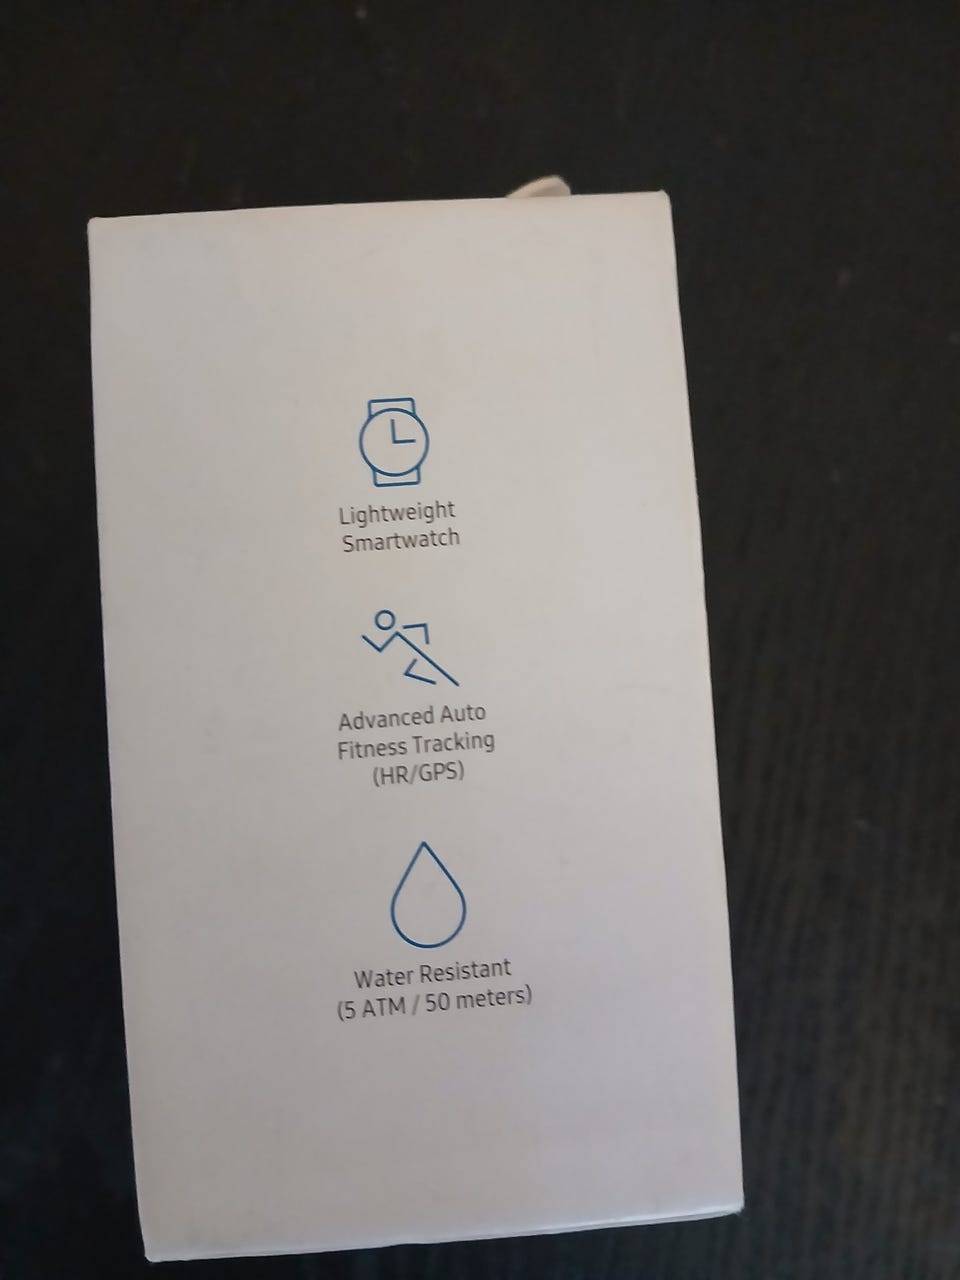 Lightweight
Smartwatch
Advanced Auto
Fitness Tracking
(HR/GPS)
Water Resistant
(5 ATM / 50 meters)